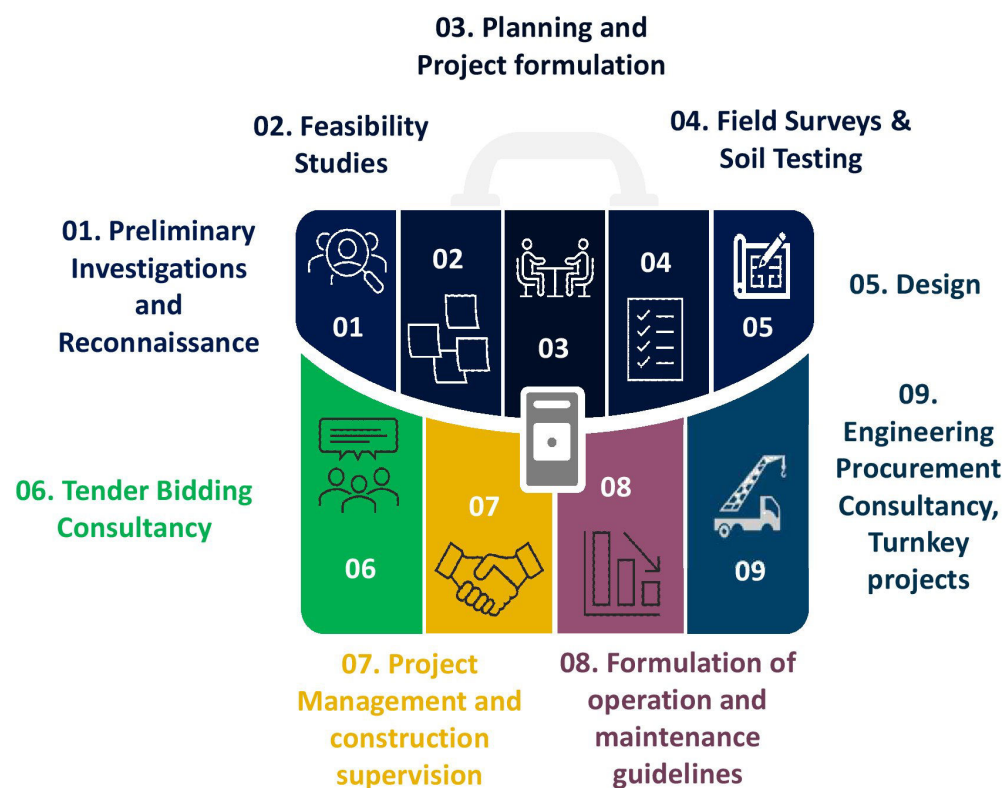 03. Planning and
Project formulation
02. Feasibility
Studies
04. Field Surveys &
Soil Testing
01. Preliminary
Investigations
and
Reconnaissance
01
02
03
04
05
05. Design
06. Tender Bidding
Consultancy
06
07
08
09
09.
Engineering
Procurement
Consultancy,
Turnkey
projects
07. Project
Management and
construction
supervision
08. Formulation of
operation and
maintenance
guidelines